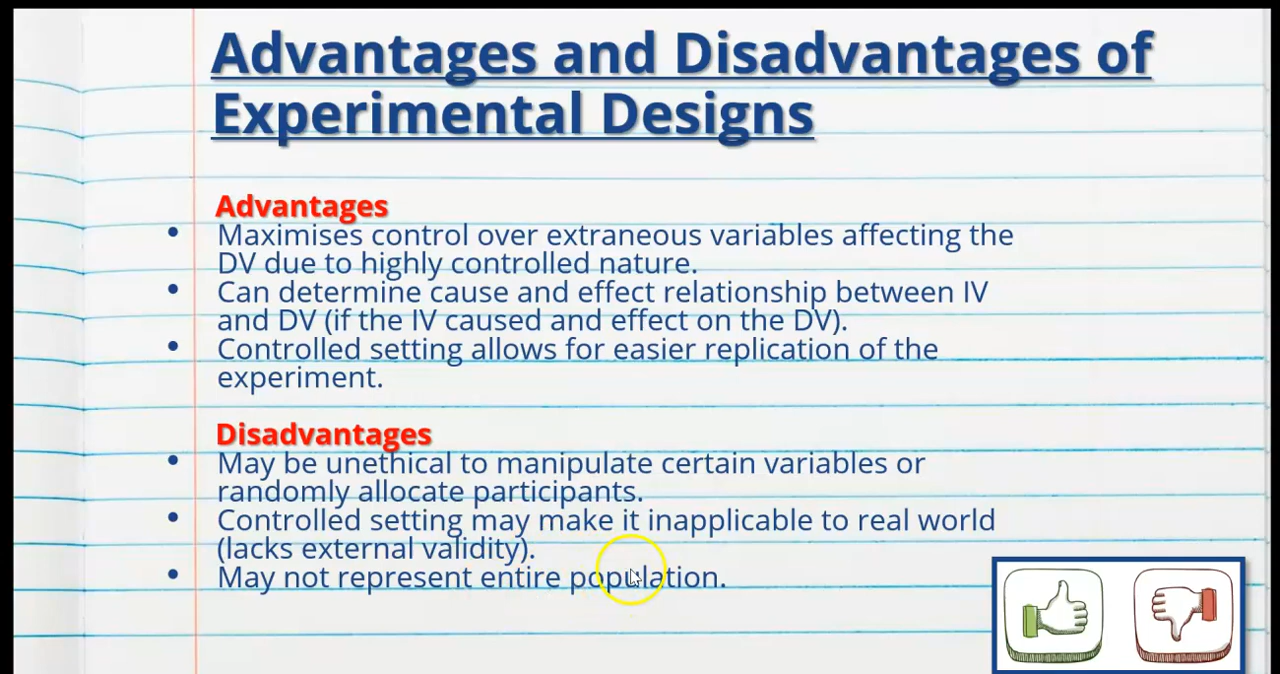 Advantages and Disadvantages of
Experimental Designs
Advantages
• Maximises control over extraneous variables affecting the
DV due to highly controlled nature.
• Can determine cause and effect relationship between IV
and DV (if the IV caused and effect on the DV).
• Controlled setting allows for easier replication of the
experiment.
Disadvantages
• May be unethical to manipulate certain variables or
randomly allocate participants.
• Controlled setting may make it inapplicable to real world
(lacks external validity).
• May not represent entire population.